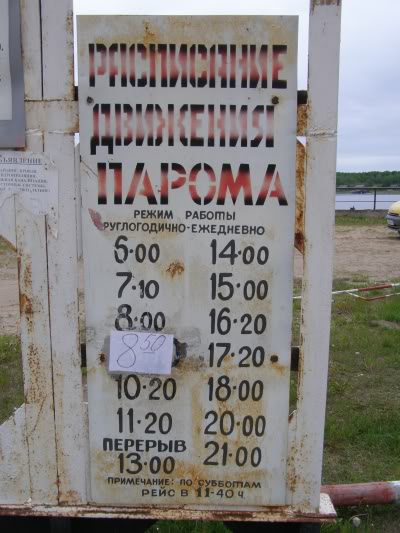 РАСПИСАНИЕ
ДВИЖЕНИЯ
ПАРОМА
РЕЖИМ РАБОТЫ
РУГЛОГОДИЧНО-ЕЖЕДНЕВНО
6-00 14-00
7-10 15-00
8-00 16-20
8 50 17-20
10-20 18-00
11-20 20-00
ПЕРЕРЫВ 21-00
13-00
ПРИМЕЧАНИЕ: ПО СУББОТАМ
РЕЙС В 11-40 ч.